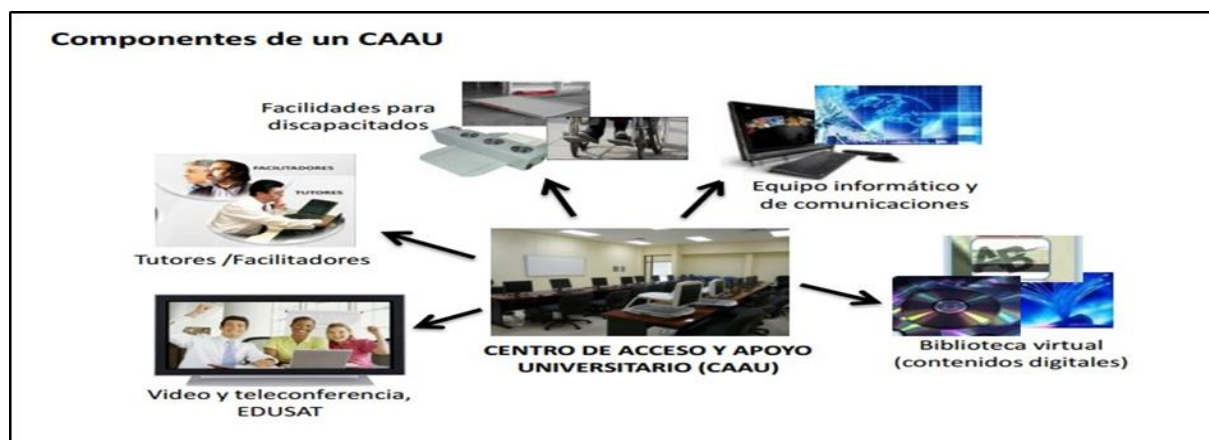 Componentes de un CAAU
Facilidades para
discapacitados
Equipo informático y
de comunicaciones
FACILITADORES
TUTORES
Tutores /Facilitadores
CENTRO DE ACCESO Y APOYO
UNIVERSITARIO (CAAU)
Biblioteca virtual
(contenidos digitales)
Video y teleconferencia,
EDUSAT